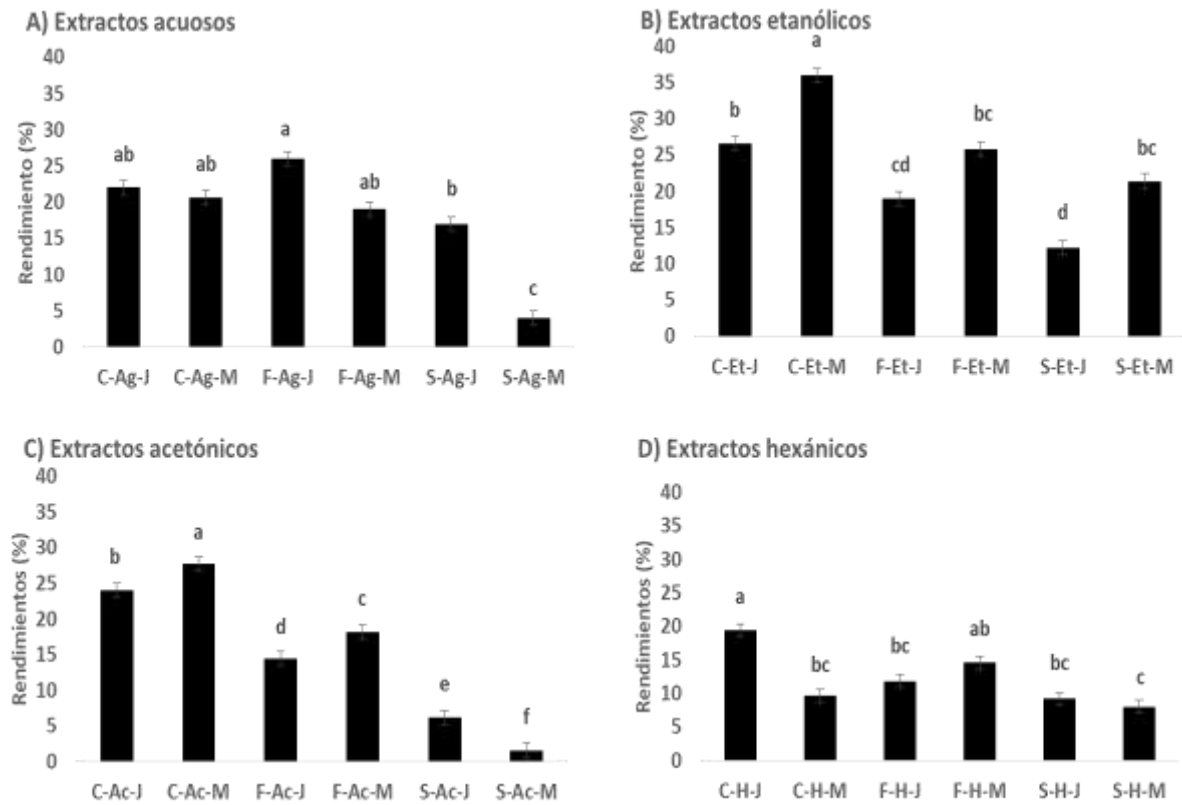 A) Extractos acuosos
Rendimiento (%)
40
35
30
25
20
15
10
5
0
ab
ab
a
ab
b
c
C-Ag-J C-Ag-M F-Ag-J F-Ag-M S-Ag-J S-Ag-M
B) Extractos etanólicos
Rendimiento (%)
40
35
30
25
20
15
10
5
0
b
a
cd
bc
d
bc
C-Et-J C-Et-M F-Et-J F-Et-M S-Et-J S-Et-M
C) Extractos acetónicos
Rendimientos (%)
40
35
30
25
20
15
10
5
0
b
a
d
c
e
f
C-Ac-J C-Ac-M F-Ac-J F-Ac-M S-Ac-J S-Ac-M
D) Extractos hexánicos
Rendimientos (%)
40
35
30
25
20
15
10
5
0
a
bc
bc
ab
bc
c
C-H-J C-H-M F-H-J F-H-M S-H-J S-H-M